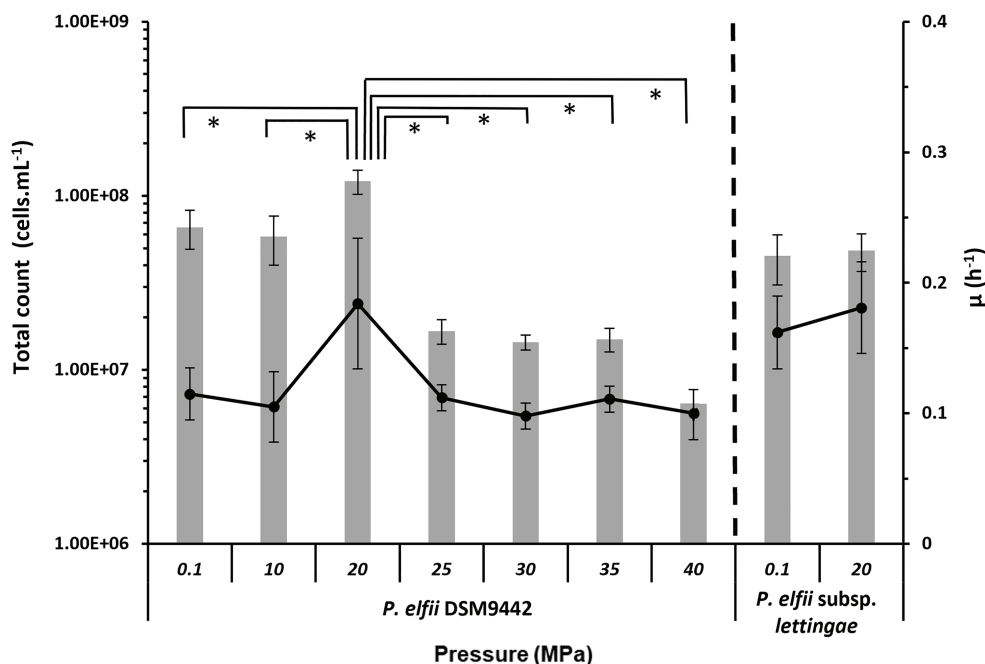 1.00E+09
1.00E+08
1.00E+07
1.00E+06
Total count (cells.mL⁻¹)
* * * * * *
0.4
0.3
0.2
0.1
0
µ (h⁻¹)
0.1 10 20 25 30 35 40 0.1 20
P. elfii DSM9442
P. elfii subsp.
lettingae
Pressure (MPa)